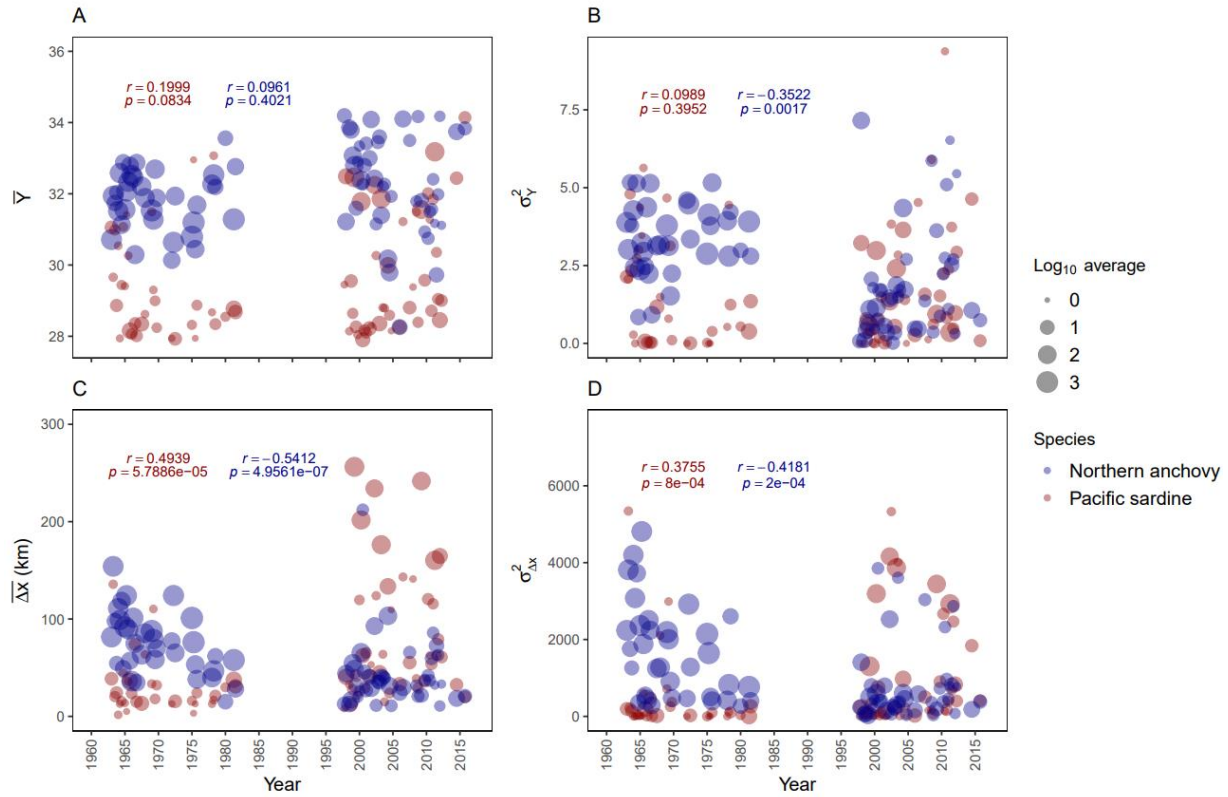 A
Y̅
36
34
32
30
28
r = 0.1999
p = 0.0834
r = 0.0961
p = 0.4021
B
σ²Y
7.5
5.0
2.5
0.0
r = 0.0989
p = 0.3952
r = −0.3522
p = 0.0017
C
Δx (km)
300
200
100
0
r = 0.4939
p = 5.7886e−05
r = −0.5412
p = 4.9561e−07
1960 1965 1970 1975 1980 1985 1990 1995 2000 2005 2010 2015
Year
D
σ²Δx
6000
4000
2000
0
r = 0.3755
p = 8e−04
r = −0.4181
p = 2e−04
1960 1965 1970 1975 1980 1985 1990 1995 2000 2005 2010 2015
Year
Log₁₀ average
0
1
2
3
Species
Northern anchovy
Pacific sardine